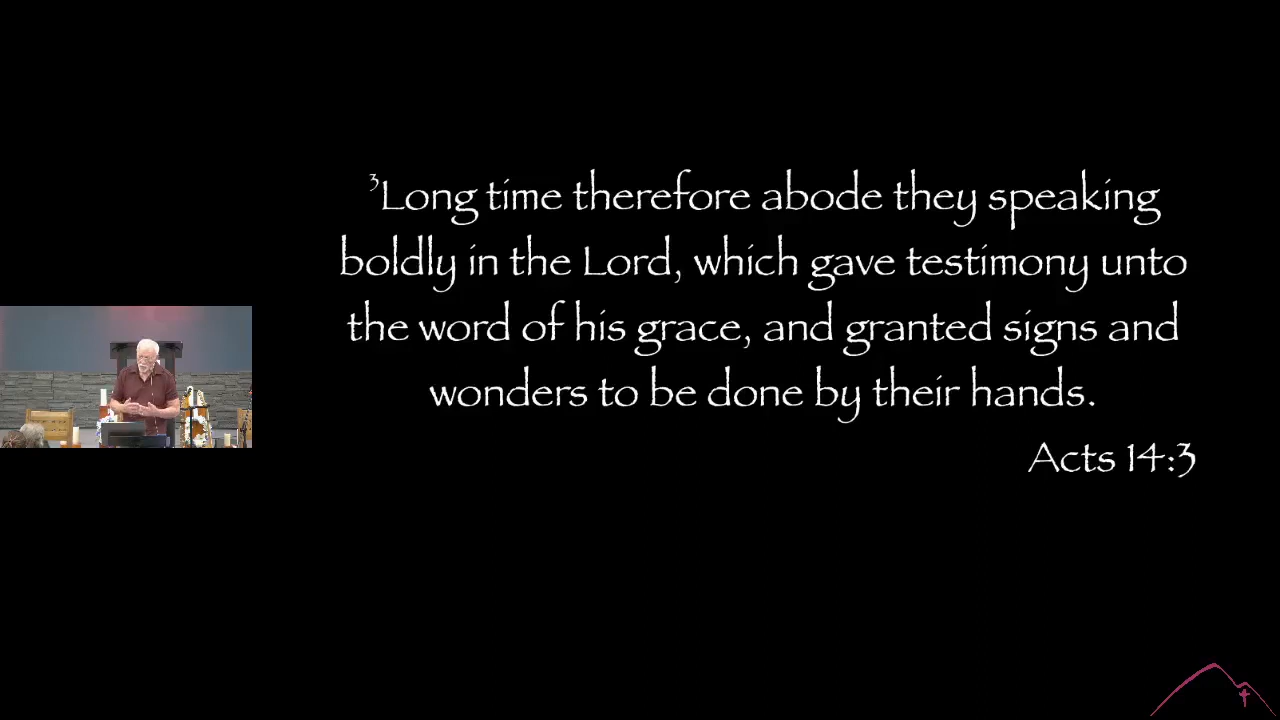 ³Long time therefore abode they speaking
boldly in the Lord, which gave testimony unto
the word of his grace, and granted signs and
wonders to be done by their hands.
Acts 14:3